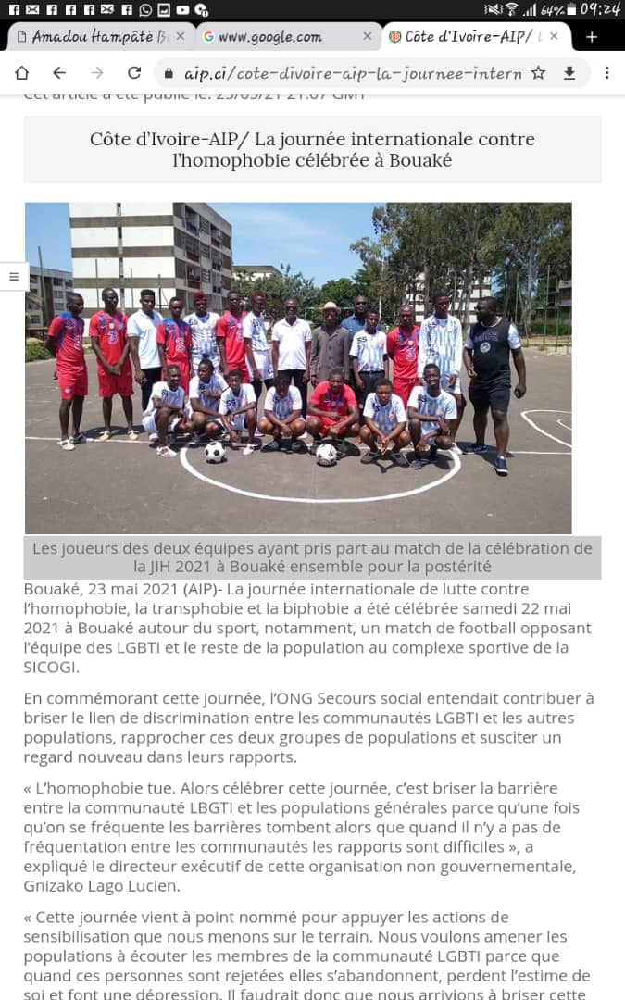 64% 09:24
Amadou Hampâté B
www.google.com
Côte d'Ivoire-AIP/
aip.ci/cote-divoire-aip-la-journee-intern
Cet article a été publié le: 23/05/21 21:07 GMT
Côte d’Ivoire-AIP/ La journée internationale contre
l’homophobie célébrée à Bouaké
Les joueurs des deux équipes ayant pris part au match de la célébration de
la JIH 2021 à Bouaké ensemble pour la postérité
Bouaké, 23 mai 2021 (AIP)- La journée internationale de lutte contre
l’homophobie, la transphobie et la biphobie a été célébrée samedi 22 mai
2021 à Bouaké autour du sport, notamment, un match de football opposant
l’équipe des LGBTI et le reste de la population au complexe sportive de la
SICOGI.
En commémorant cette journée, l’ONG Secours social entendait contribuer à
briser le lien de discrimination entre les communautés LGBTI et les autres
populations, rapprocher ces deux groupes de populations et susciter un
regard nouveau dans leurs rapports.
« L’homophobie tue. Alors célébrer cette journée, c’est briser la barrière
entre la communauté LBGTI et les populations générales parce qu’une fois
qu’on se fréquente les barrières tombent alors que quand il n’y a pas de
fréquentation entre les communautés les rapports sont difficiles », a
expliqué le directeur exécutif de cette organisation non gouvernementale,
Gnizako Lago Lucien.
« Cette journée vient à point nommé pour appuyer les actions de
sensibilisation que nous menons sur le terrain. Nous voulons amener les
populations à écouter les membres de la communauté LGBTI parce que
quand ces personnes sont rejetées elles s’abandonnent, perdent l’estime de
soi et font une dépression. Il faudrait donc que nous arrivions à briser cette